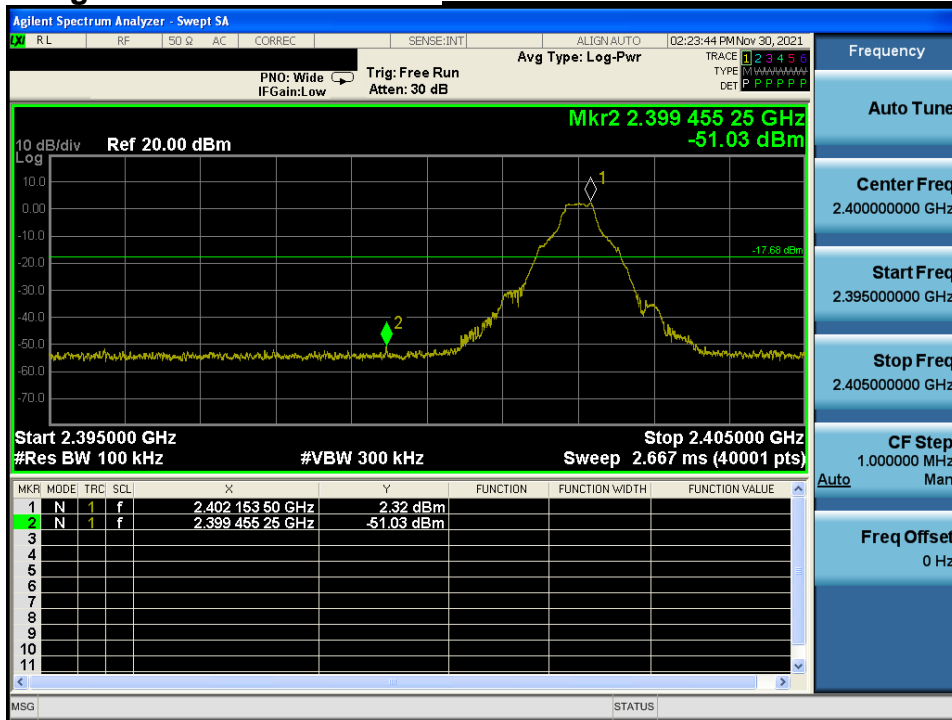 Agilent Spectrum Analyzer - Swept SA
LXI RL RF 50 Ω AC CORREC SENSE:INT ALIGN AUTO 02:23:44 PM Nov 30, 2021
Avg Type: Log-Pwr
TRACE 1 2 3 4 5 6
TYPE M W W W W W
DET P P P P P P
PNO: Wide
IFGain:Low
Trig: Free Run
Atten: 30 dB
Mkr2 2.399 455 25 GHz
-51.03 dBm
10 dB/div
Log
Ref 20.00 dBm
10.0
0.00
-10.0
-20.0
-30.0
-40.0
-50.0
-60.0
-70.0
1
2
-17.68 dBm
Start 2.395000 GHz
Stop 2.405000 GHz
#Res BW 100 kHz
#VBW 300 kHz
Sweep 2.667 ms (40001 pts)
MKR MODE TRC SCL X Y FUNCTION FUNCTION WIDTH FUNCTION VALUE
1 N 1 f 2.402 153 50 GHz 2.32 dBm
2 N 1 f 2.399 455 25 GHz -51.03 dBm
3
4
5
6
7
8
9
10
11
MSG
STATUS
Frequency
Auto Tune
Center Freq
2.400000000 GHz
Start Freq
2.395000000 GHz
Stop Freq
2.405000000 GHz
CF Step
1.000000 MHz
Auto Man
Freq Offset
0 Hz